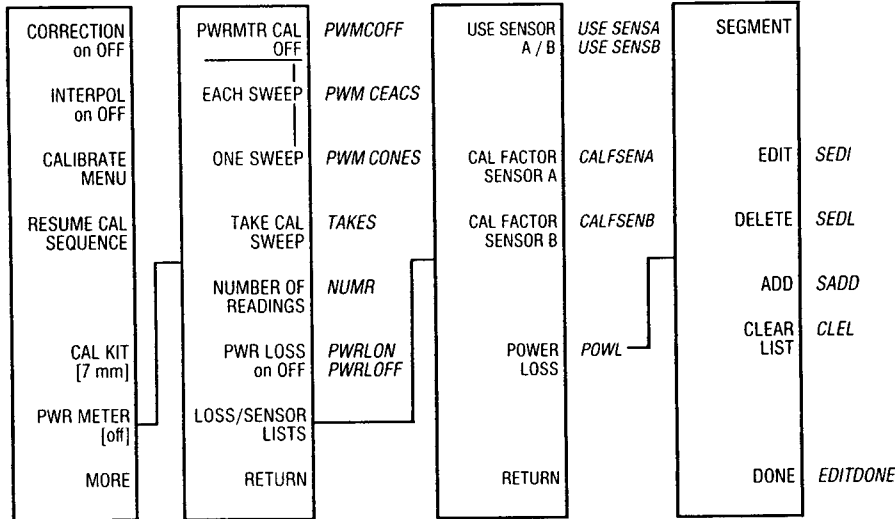 CORRECTION
on OFF
INTERPOL
on OFF
CALIBRATE
MENU
RESUME CAL
SEQUENCE
CAL KIT
[7 mm]
PWR METER
[off]
MORE
PWRMTR CAL
OFF
PWMCOFF
EACH SWEEP
PWM CEACS
ONE SWEEP
PWM CONES
TAKE CAL
SWEEP
TAKES
NUMBER OF
READINGS
NUMR
PWR LOSS
on OFF
PWRLON
PWRLOFF
LOSS/SENSOR
LISTS
RETURN
USE SENSOR
A / B
USE SENSA
USE SENSB
CAL FACTOR
SENSOR A
CALFSENA
CAL FACTOR
SENSOR B
CALFSENB
POWER
LOSS
POWL
RETURN
SEGMENT
EDIT
SEDI
DELETE
SEDL
ADD
SADD
CLEAR
LIST
CLEL
DONE
EDITDONE